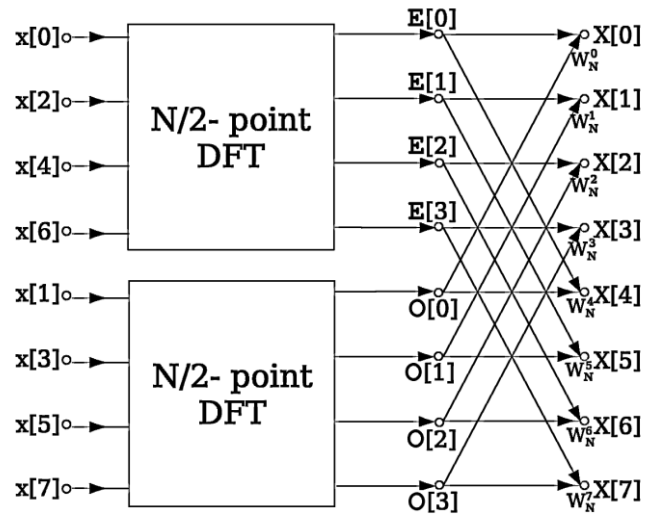 x[0]
x[2]
x[4]
x[6]
N/2- point
DFT
E[0]
E[1]
E[2]
E[3]
x[1]
x[3]
x[5]
x[7]
N/2- point
DFT
O[0]
O[1]
O[2]
O[3]
W_N^0 X[0]
W_N^1 X[1]
W_N^2 X[2]
W_N^3 X[3]
W_N^4 X[4]
W_N^5 X[5]
W_N^6 X[6]
W_N^7 X[7]